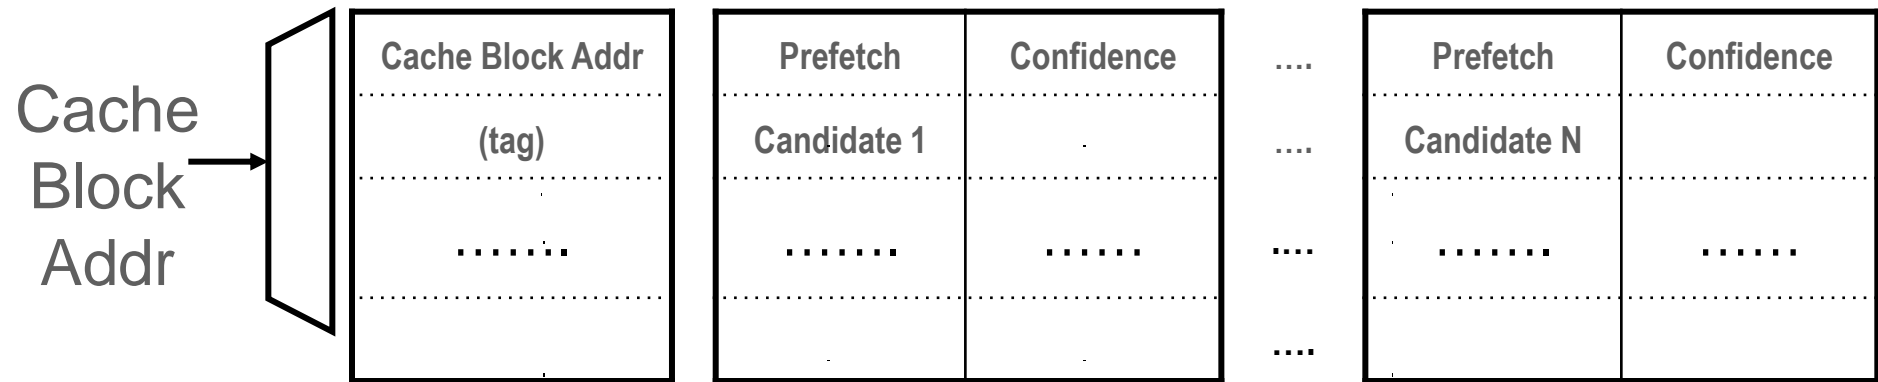 Cache
Block
Addr
Cache Block Addr Prefetch Confidence .... Prefetch Confidence
(tag) Candidate 1 .... Candidate N
....... ....... ...... .... ....... ......
....